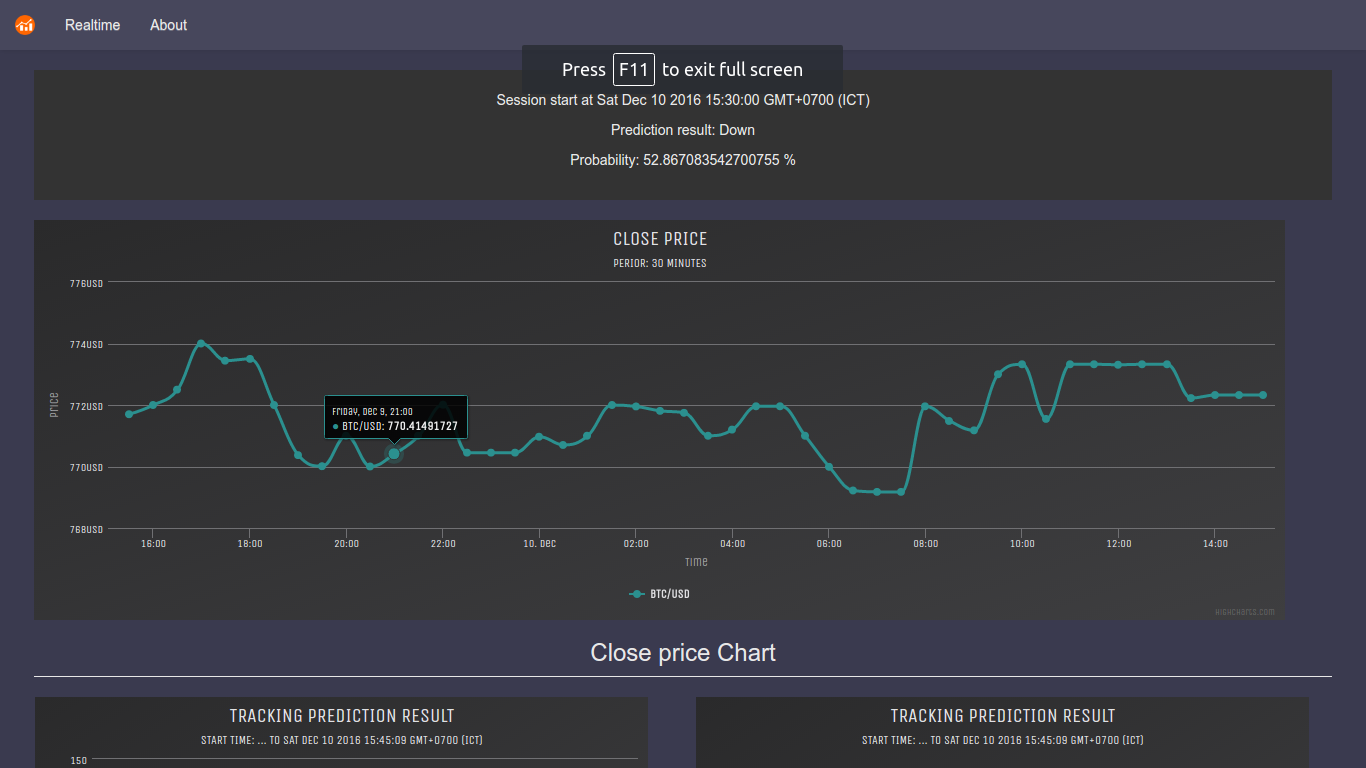 Realtime About
Press F11 to exit full screen
Session start at Sat Dec 10 2016 15:30:00 GMT+0700 (ICT)
Prediction result: Down
Probability: 52.867083542700755 %
CLOSE PRICE
PERIOR: 30 MINUTES
776USD
774USD
772USD
770USD
768USD
Price
Friday, Dec 9, 21:00
● BTC/USD: 770.41491727
16:00 18:00 20:00 22:00 10. Dec 02:00 04:00 06:00 08:00 10:00 12:00 14:00
Time
BTC/USD
Highcharts.com
Close price Chart
TRACKING PREDICTION RESULT
START TIME: ... TO SAT DEC 10 2016 15:45:09 GMT+0700 (ICT)
150
TRACKING PREDICTION RESULT
START TIME: ... TO SAT DEC 10 2016 15:45:09 GMT+0700 (ICT)